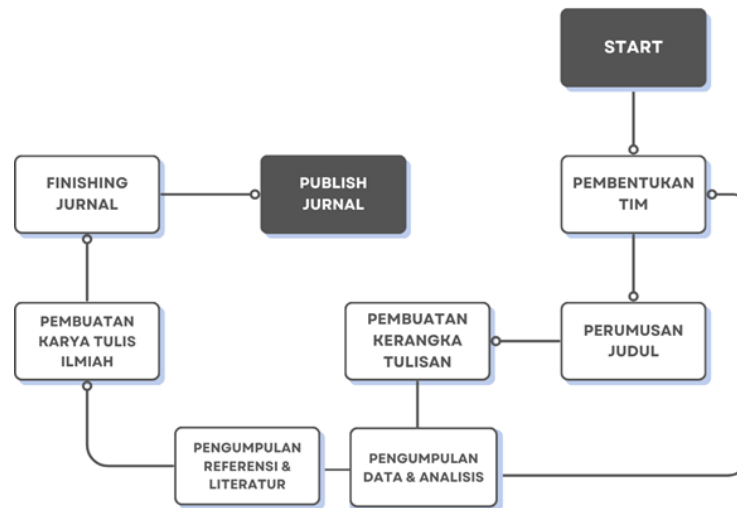 START
PEMBENTUKAN
TIM
PERUMUSAN
JUDUL
PEMBUATAN
KERANGKA
TULISAN
PENGUMPULAN
DATA & ANALISIS
PENGUMPULAN
REFERENSI &
LITERATUR
PEMBUATAN
KARYA TULIS
ILMIAH
FINISHING
JURNAL
PUBLISH
JURNAL